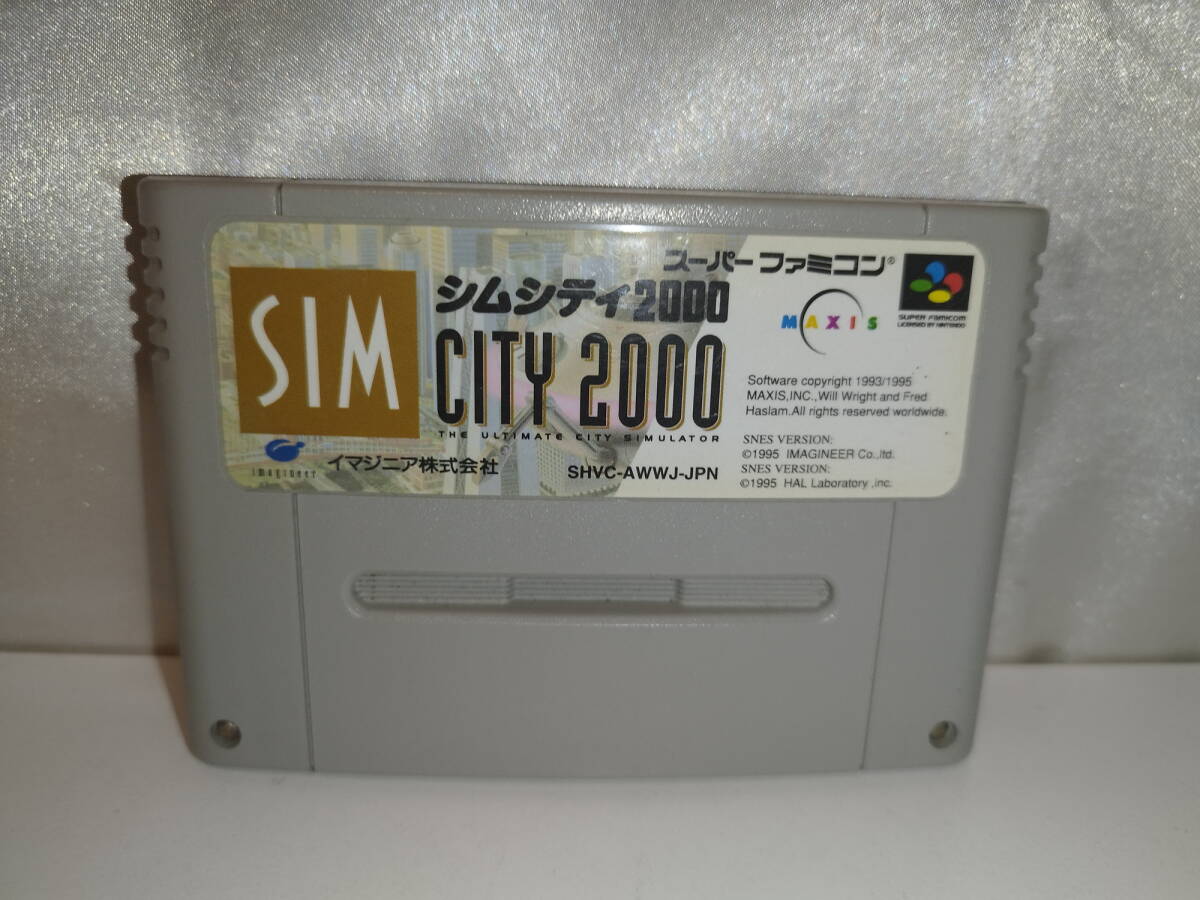 スーパーファミコン®
SIM
シムシティ2000
CITY 2000
THE ULTIMATE CITY SIMULATOR
MAXIS
SUPER FAMICOM
LICENSED BY NINTENDO
Software copyright 1993/1995
MAXIS,INC.,Will Wright and Fred
Haslam.All rights reserved worldwide.
SNES VERSION:
©1995 IMAGINEER Co.,ltd.
SNES VERSION:
©1995 HAL Laboratory ,inc.
imagineer
イマジニア株式会社
SHVC-AWWJ-JPN